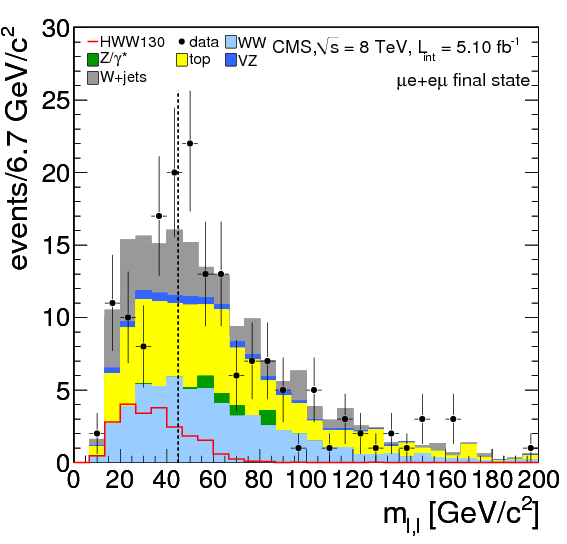 30
HWW130 data WW CMS,√s = 8 TeV, L_int = 5.10 fb⁻¹
Z/γ* top VZ
W+jets μe+eμ final state
25
20
15
10
5
0
0 20 40 60 80 100 120 140 160 180 200
events/6.7 GeV/c²
m_l,l [GeV/c²]